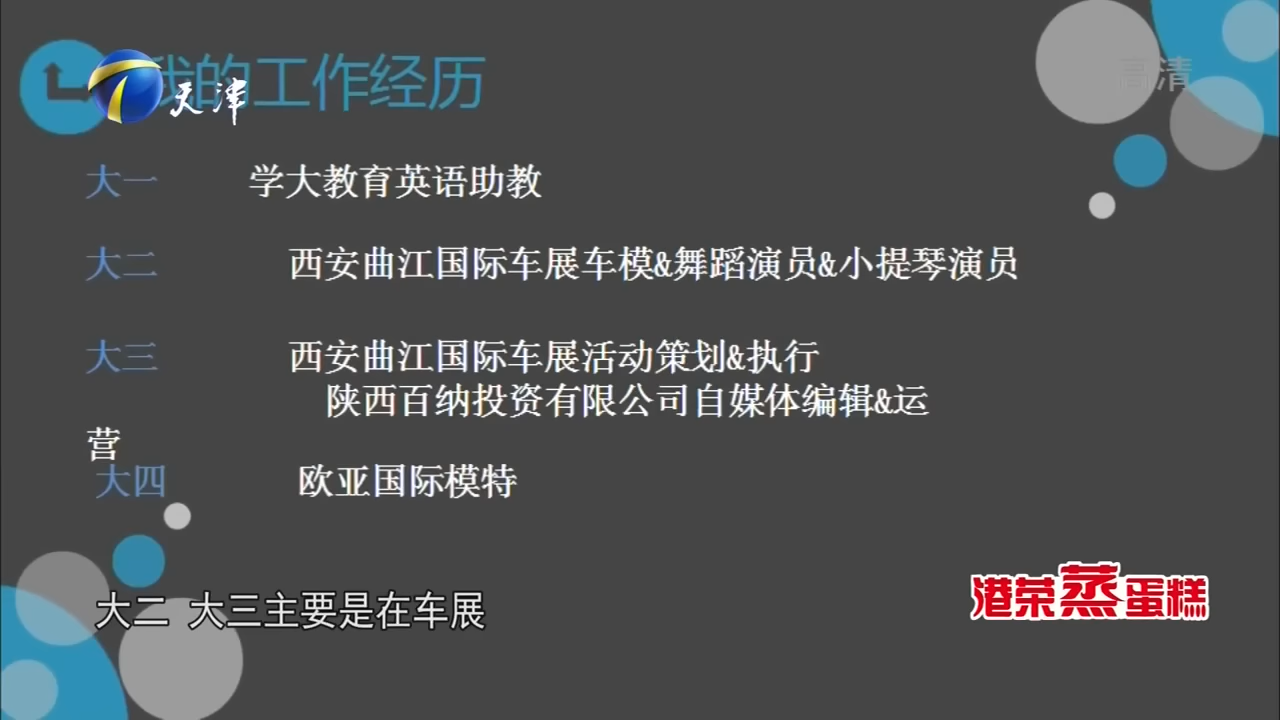 我的工作经历
天津
高清
大一 学大教育英语助教
大二 西安曲江国际车展车模&舞蹈演员&小提琴演员
大三 西安曲江国际车展活动策划&执行
陕西百纳投资有限公司自媒体编辑&运
营
大四 欧亚国际模特
港荣蒸蛋糕
大二 大三主要是在车展